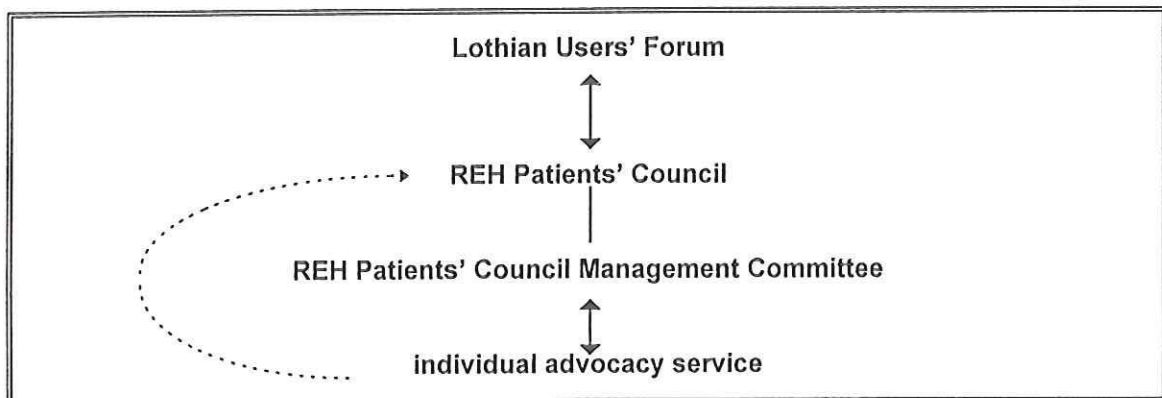 Lothian Users' Forum
REH Patients' Council
REH Patients' Council Management Committee
individual advocacy service